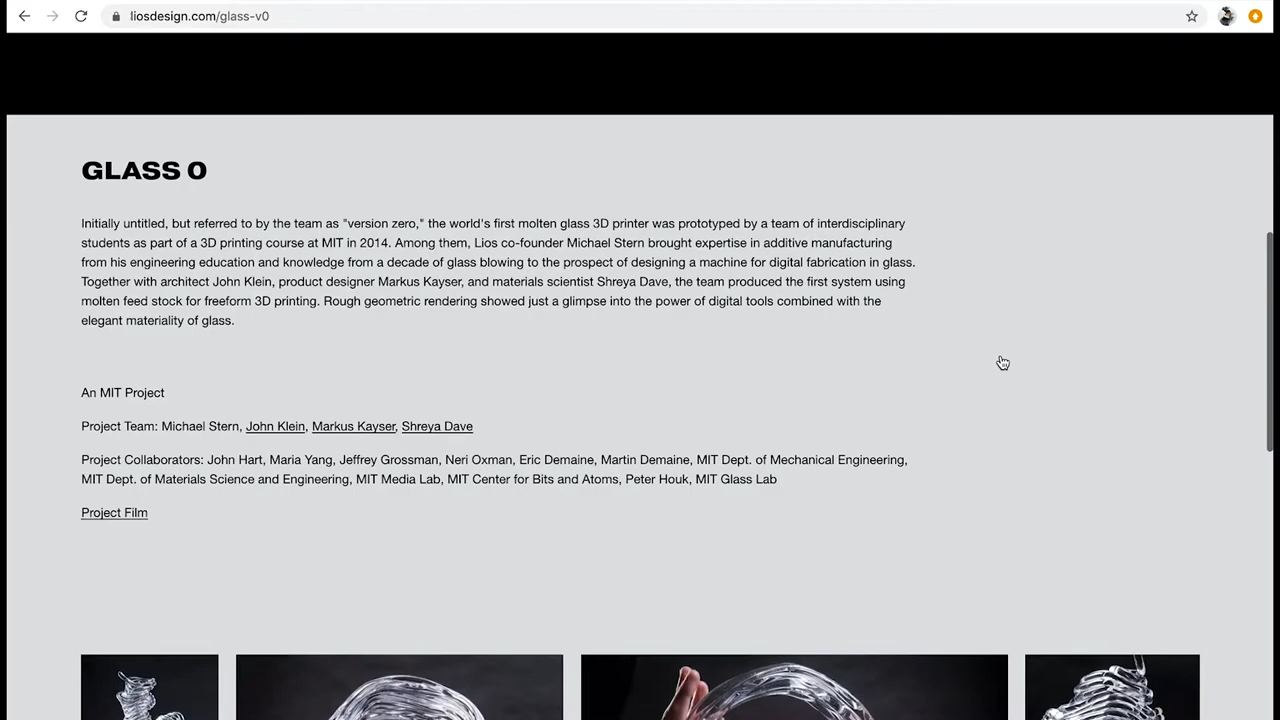 liosdesign.com/glass-v0
GLASS 0
Initially untitled, but referred to by the team as "version zero," the world's first molten glass 3D printer was prototyped by a team of interdisciplinary
students as part of a 3D printing course at MIT in 2014. Among them, Lios co-founder Michael Stern brought expertise in additive manufacturing
from his engineering education and knowledge from a decade of glass blowing to the prospect of designing a machine for digital fabrication in glass.
Together with architect John Klein, product designer Markus Kayser, and materials scientist Shreya Dave, the team produced the first system using
molten feed stock for freeform 3D printing. Rough geometric rendering showed just a glimpse into the power of digital tools combined with the
elegant materiality of glass.
An MIT Project
Project Team: Michael Stern, John Klein, Markus Kayser, Shreya Dave
Project Collaborators: John Hart, Maria Yang, Jeffrey Grossman, Neri Oxman, Eric Demaine, Martin Demaine, MIT Dept. of Mechanical Engineering,
MIT Dept. of Materials Science and Engineering, MIT Media Lab, MIT Center for Bits and Atoms, Peter Houk, MIT Glass Lab
Project Film